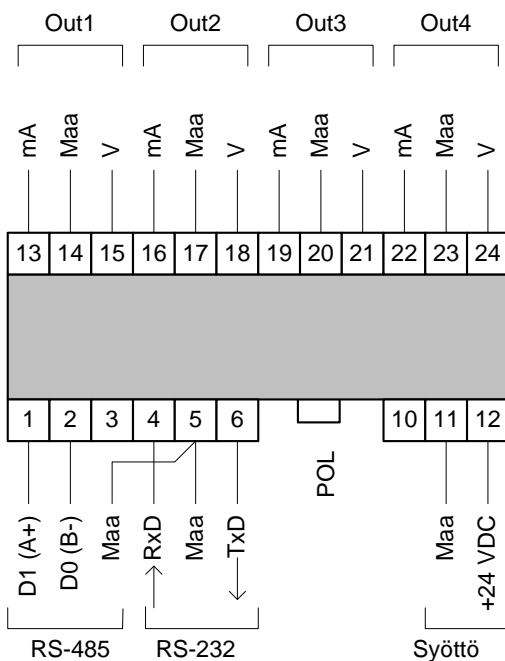 Out1 Out2 Out3 Out4
mA Maa V mA Maa V mA Maa V mA Maa V
13 14 15 16 17 18 19 20 21 22 23 24
1 2 3 4 5 6 10 11 12
D1 (A+) D0 (B-) Maa RxD Maa TxD POL Maa +24 VDC
RS-485 RS-232 Syöttö